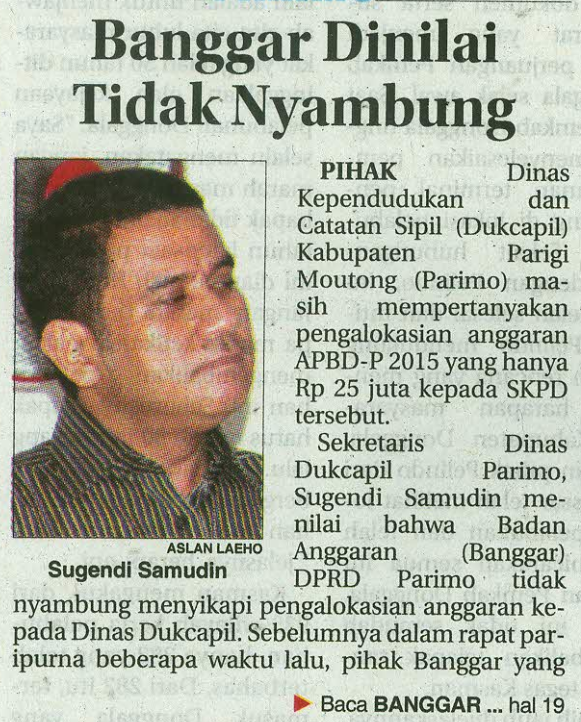 Banggar Dinilai
Tidak Nyambung
PIHAK Dinas
Kependudukan dan
Catatan Sipil (Dukcapil)
Kabupaten Parigi
Moutong (Parimo) ma-
sih mempertanyakan
pengalokasian anggaran
APBD-P 2015 yang hanya
Rp 25 juta kepada SKPD
tersebut.
Sekretaris Dinas
Dukcapil Parimo,
Sugendi Samudin me-
nilai bahwa Badan
Anggaran (Banggar)
DPRD Parimo tidak
ASLAN LAEHO
Sugendi Samudin
nyambung menyikapi pengalokasian anggaran ke-
pada Dinas Dukcapil. Sebelumnya dalam rapat par-
ipurna beberapa waktu lalu, pihak Banggar yang
Baca BANGGAR ... hal 19